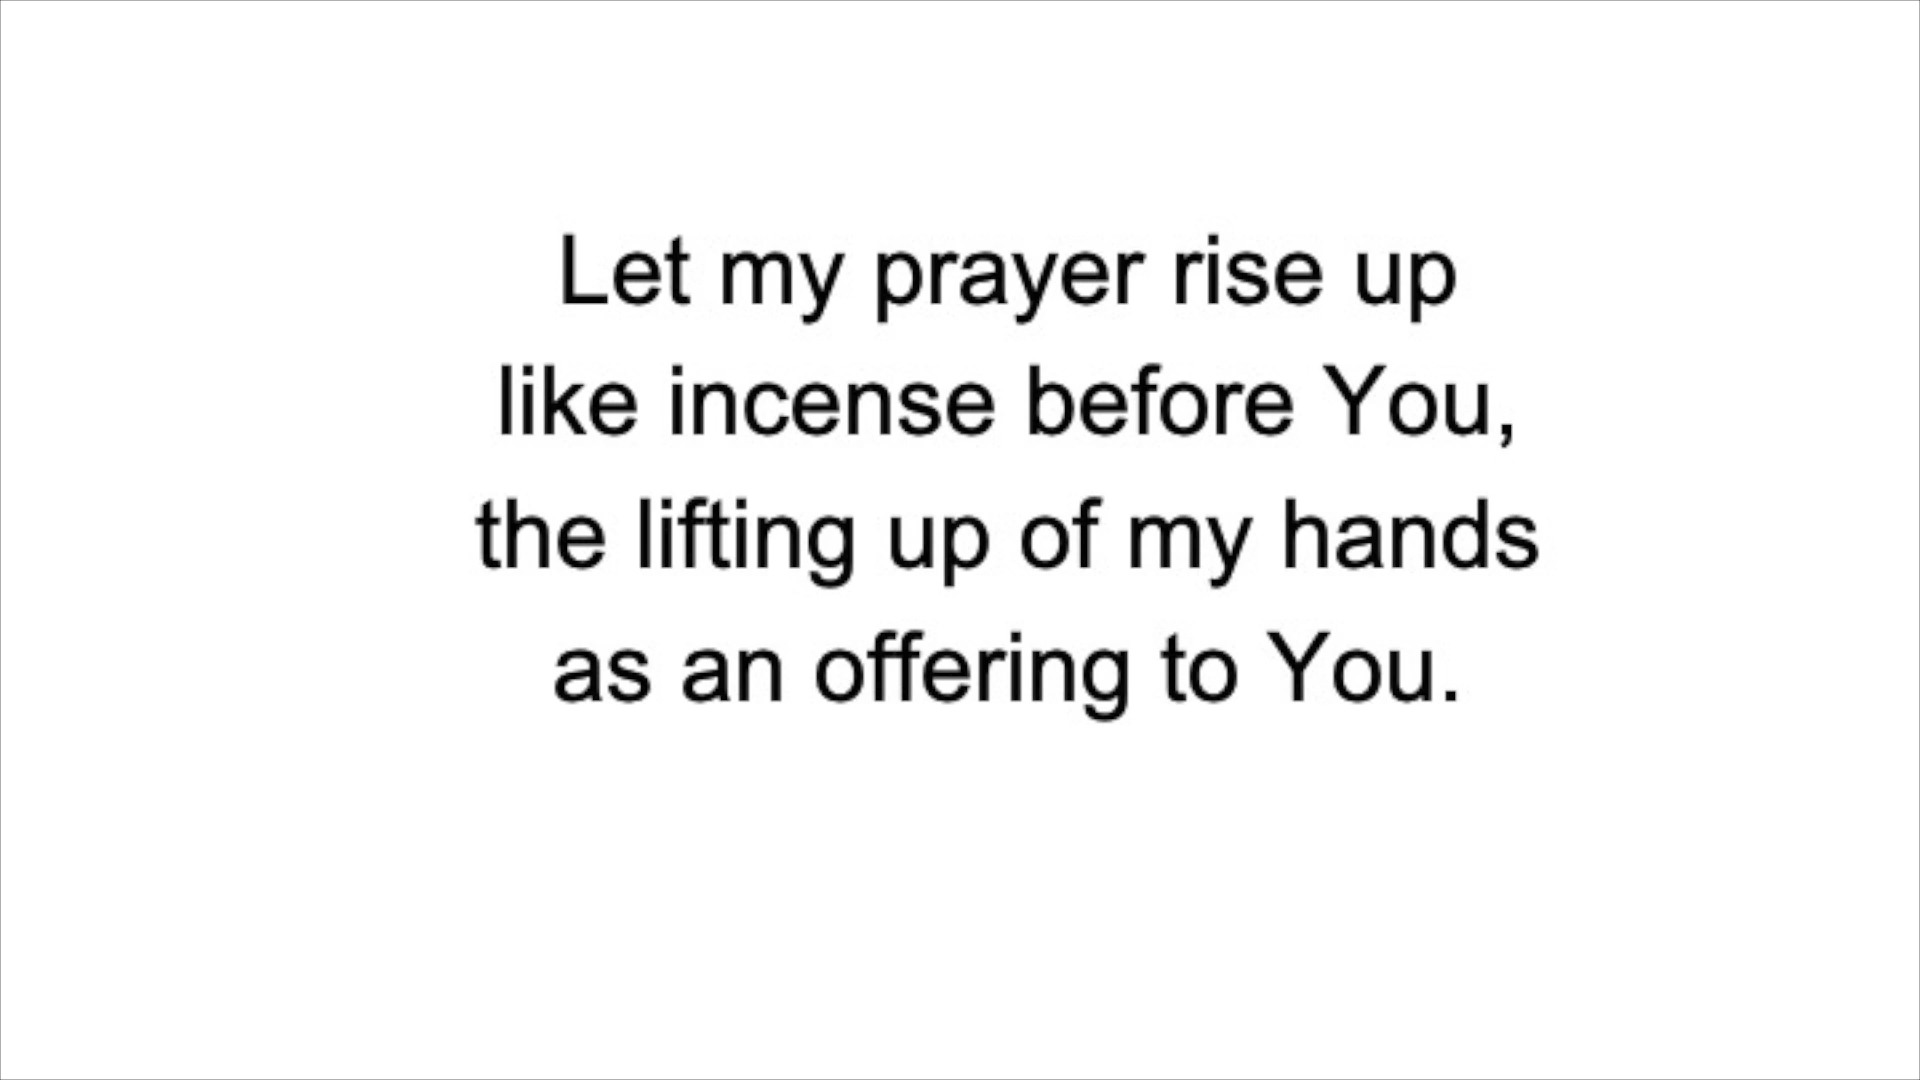 Let my prayer rise up
like incense before You,
the lifting up of my hands
as an offering to You.